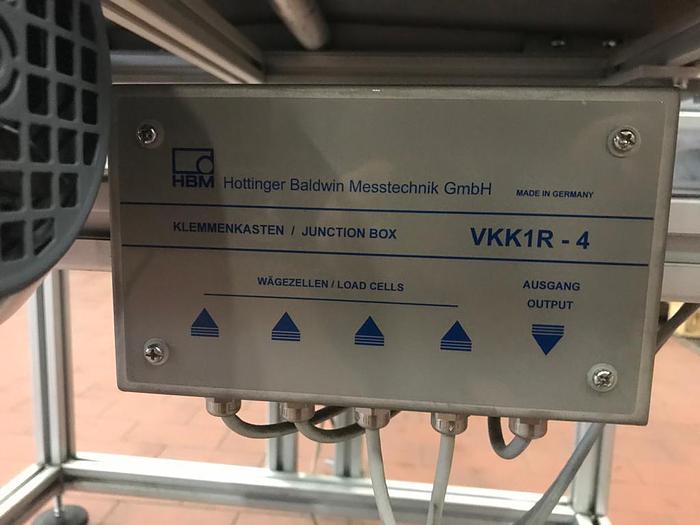 HBM Hottinger Baldwin Messtechnik GmbH MADE IN GERMANY
KLEMMENKASTEN / JUNCTION BOX VKK1R - 4
WÄGEZELLEN / LOAD CELLS
AUSGANG
OUTPUT